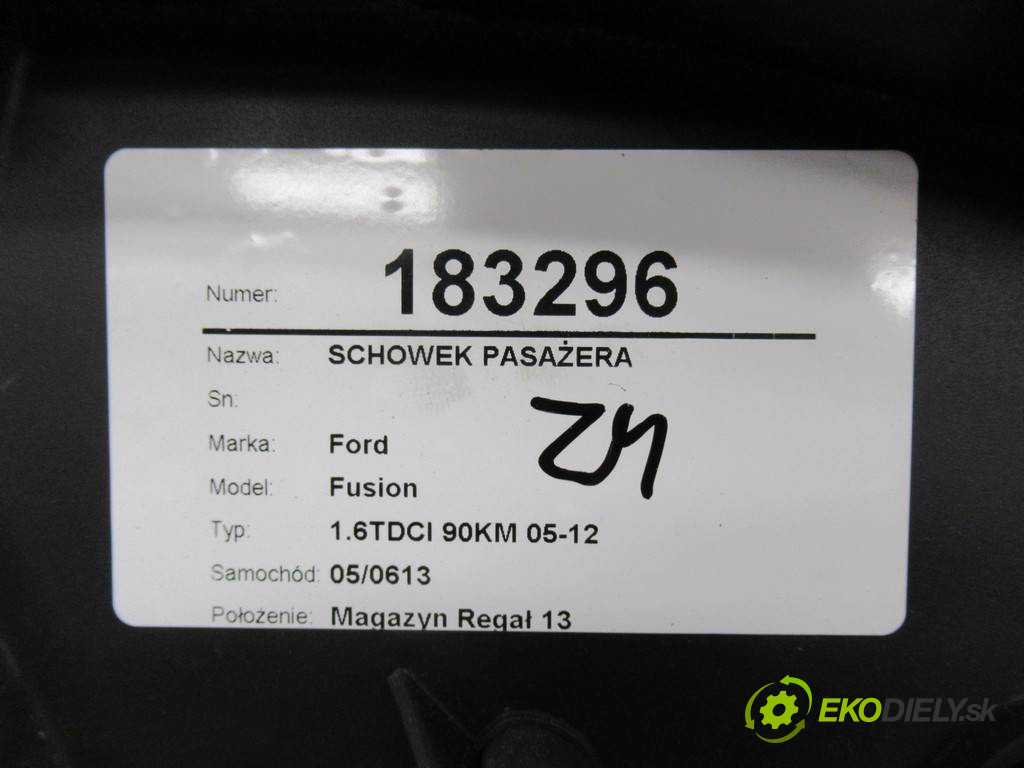 Numer: 183296
Nazwa: SCHOWEK PASAŻERA
Sn:
Marka: Ford
Model: Fusion
Typ: 1.6TDCI 90KM 05-12
Samochód: 05/0613
Położenie: Magazyn Regał 13
EKODIELY.sk